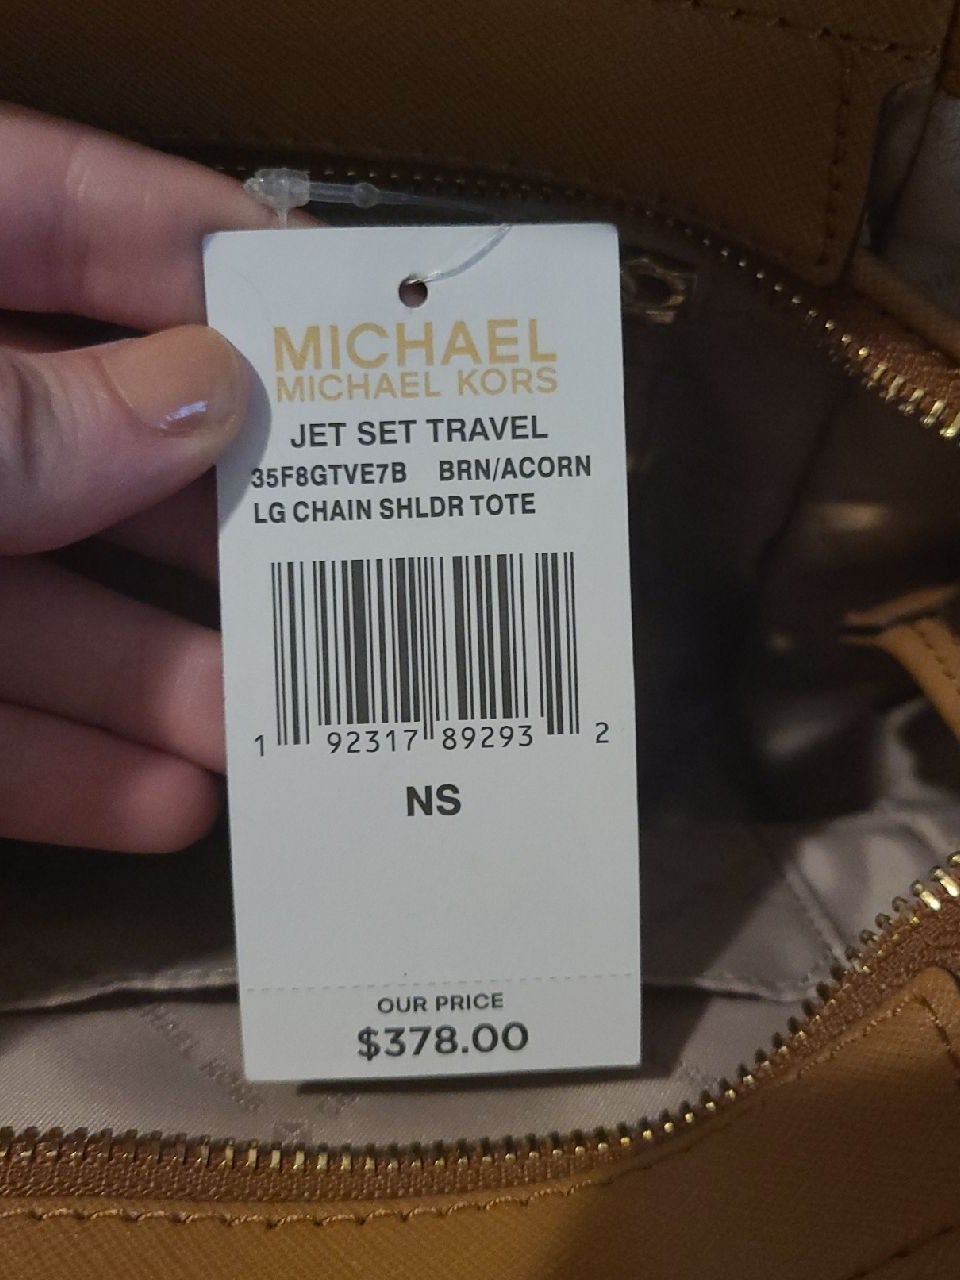 MICHAEL
MICHAEL KORS
JET SET TRAVEL
35F8GTVE7B BRN/ACORN
LG CHAIN SHLDR TOTE
1 92317 89293 2
NS
OUR PRICE
$378.00